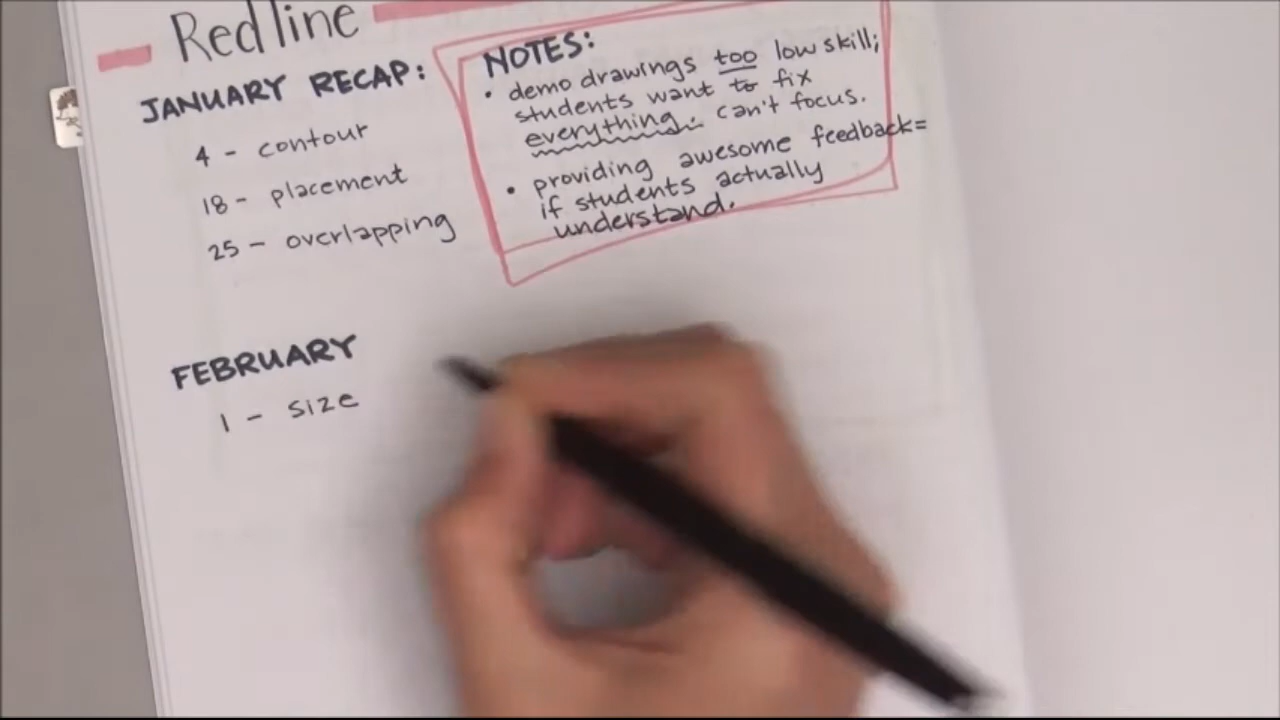 Redline
JANUARY RECAP:
4 - contour
18 - placement
25 - overlapping
NOTES:
• demo drawings too low skill;
students want to fix
everything. can't focus.
• providing awesome feedback=
if students actually
understand.
FEBRUARY
1 - size